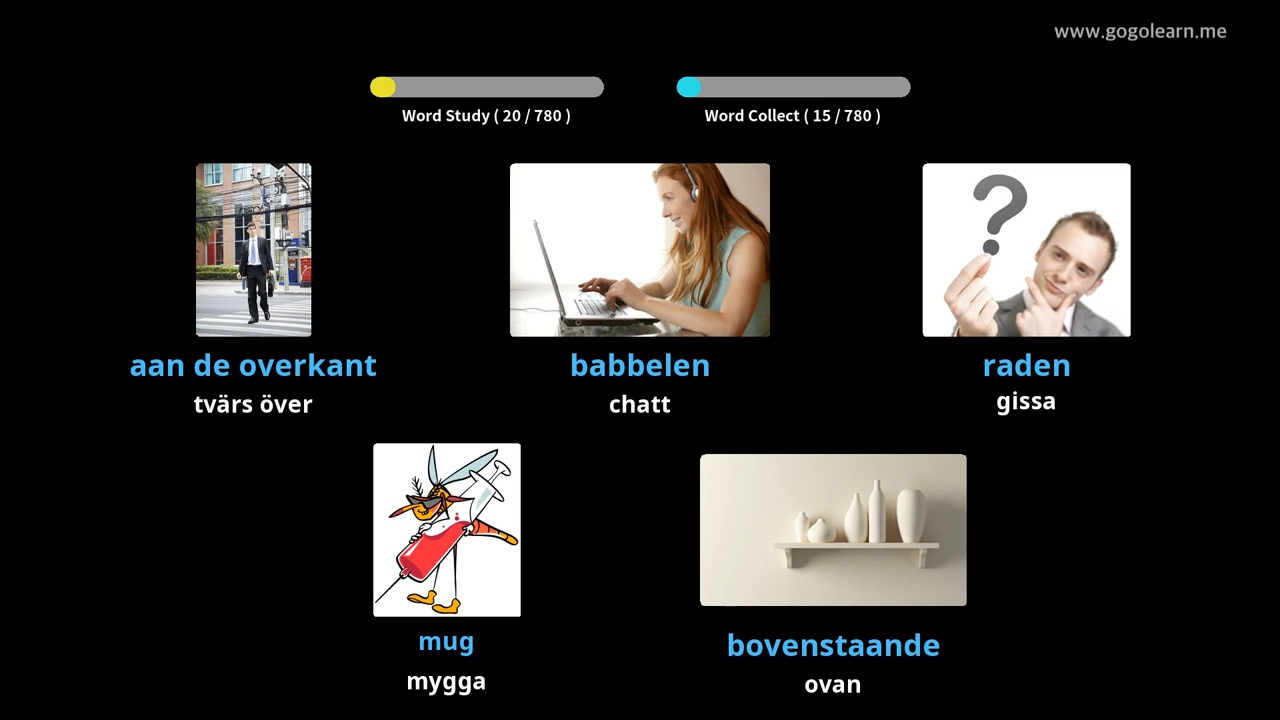 www.gogolearn.me
Word Study ( 20 / 780 )
Word Collect ( 15 / 780 )
aan de overkant
tvärs över
babbelen
chatt
raden
gissa
mug
mygga
bovenstaande
ovan